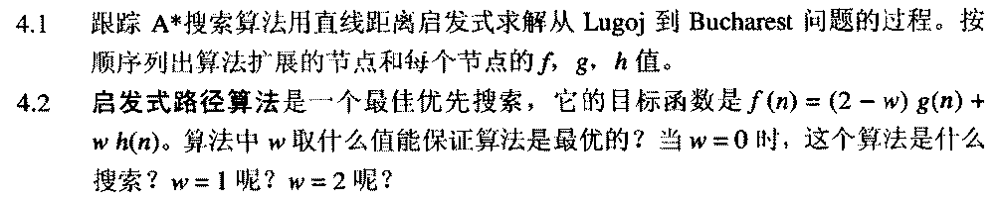 4.1 跟踪 A*搜索算法用直线距离启发式求解从 Lugoj 到 Bucharest 问题的过程。按
顺序列出算法扩展的节点和每个节点的 f, g, h 值。
4.2 启发式路径算法是一个最佳优先搜索，它的目标函数是 f (n) = (2 − w) g(n) +
w h(n)。算法中 w 取什么值能保证算法是最优的？当 w = 0 时，这个算法是什么
搜索？w = 1 呢？w = 2 呢？